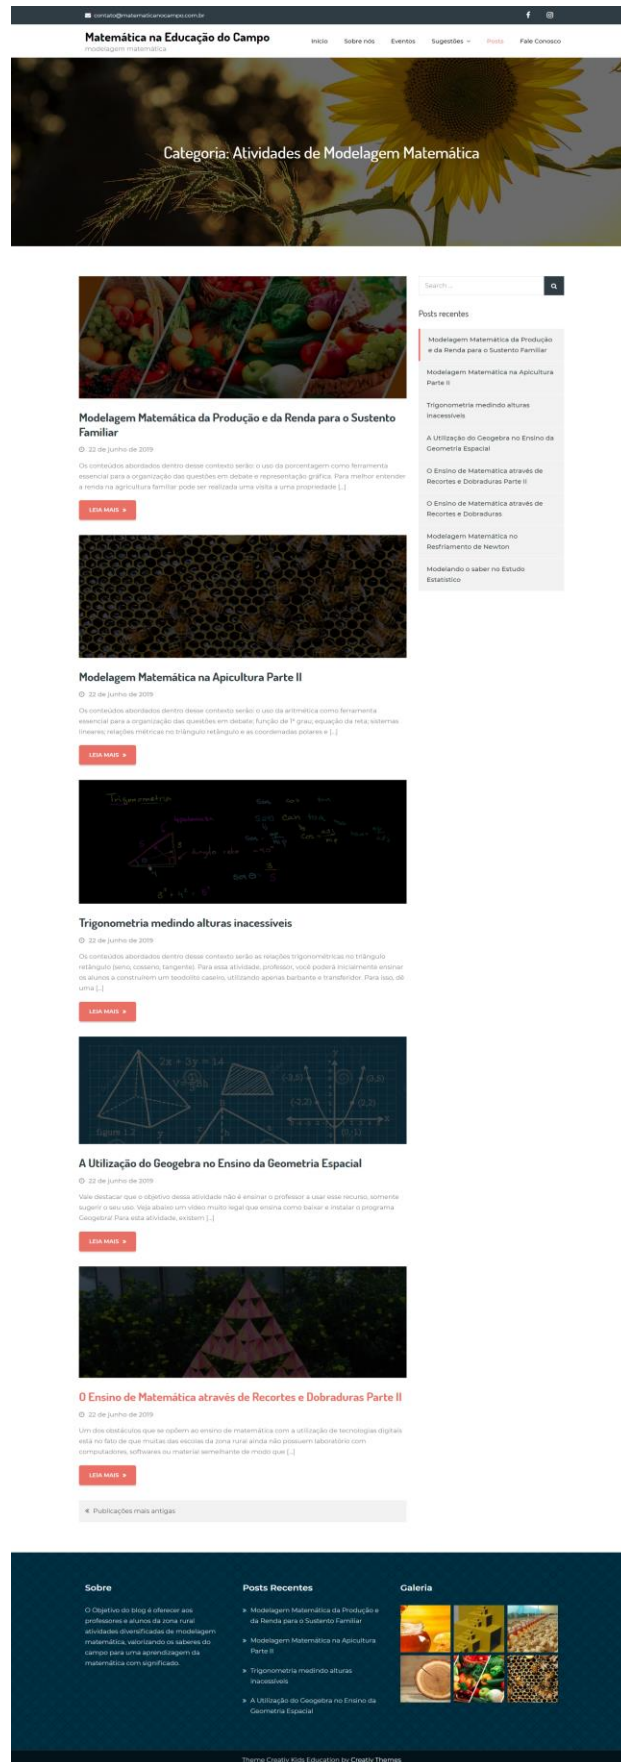 contato@matematicanocampo.com.br
Matemática na Educação do Campo
modelagem matemática
Início Sobre nós Eventos Sugestões Posts Fale Conosco
Categoria: Atividades de Modelagem Matemática
Search ...
Posts recentes
Modelagem Matemática da Produção
e da Renda para o Sustento Familiar
Modelagem Matemática na Apicultura
Parte II
Trigonometria medindo alturas
inacessíveis
A Utilização do Geogebra no Ensino da
Geometria Espacial
O Ensino de Matemática através de
Recortes e Dobraduras Parte II
O Ensino de Matemática através de
Recortes e Dobraduras
Modelagem Matemática no
Resfriamento de Newton
Modelando o saber no Estudo
Estatístico
Modelagem Matemática da Produção e da Renda para o Sustento
Familiar
22 de junho de 2019
Os conteúdos abordados dentro desse contexto serão: o uso da porcentagem como ferramenta
essencial para a organização das questões em debate e representação gráfica. Para melhor entender
a renda na agricultura familiar pode ser realizada uma visita a uma propriedade [...]
LEIA MAIS »
Modelagem Matemática na Apicultura Parte II
22 de junho de 2019
Os conteúdos abordados dentro desse contexto serão: o uso da aritmética como ferramenta
essencial para a organização das questões em debate; função de 1º grau; equação da reta; sistemas
lineares; relações métricas no triângulo retângulo e as coordenadas polares e [...]
LEIA MAIS »
Trigonometria
Trigonometria medindo alturas inacessíveis
22 de junho de 2019
Os conteúdos abordados dentro desse contexto serão as relações trigonométricas no triângulo
retângulo (seno, cosseno, tangente). Para essa atividade, professor, você poderá inicialmente ensinar
os alunos a construírem um teodolito caseiro, utilizando apenas barbante e transferidor. Para isso, dê
uma [...]
LEIA MAIS »
2x + 3y = 14
(-2,2) (2,2)
figure 1.2
A Utilização do Geogebra no Ensino da Geometria Espacial
22 de junho de 2019
Vale destacar que o objetivo dessa atividade não é ensinar o professor a usar esse recurso, somente
sugerir o seu uso. Veja abaixo um vídeo muito legal que ensina como baixar e instalar o programa
Geogebra! Para esta atividade, existem [...]
LEIA MAIS »
O Ensino de Matemática através de Recortes e Dobraduras Parte II
22 de junho de 2019
Um dos obstáculos que se opõem ao ensino de matemática com a utilização de tecnologias digitais
está no fato de que muitas das escolas da zona rural ainda não possuem laboratório com
computadores, softwares ou material semelhante de modo que [...]
LEIA MAIS »
« Publicações mais antigas
Sobre
O Objetivo do blog é oferecer aos
professores e alunos da zona rural
atividades diversificadas de modelagem
matemática, valorizando os saberes do
campo para uma aprendizagem da
matemática com significado.
Posts Recentes
» Modelagem Matemática da Produção e
da Renda para o Sustento Familiar
» Modelagem Matemática na Apicultura
Parte II
» Trigonometria medindo alturas
inacessíveis
» A Utilização do Geogebra no Ensino da
Geometria Espacial
Galeria
Theme Creativ Kids Education by Creativ Themes